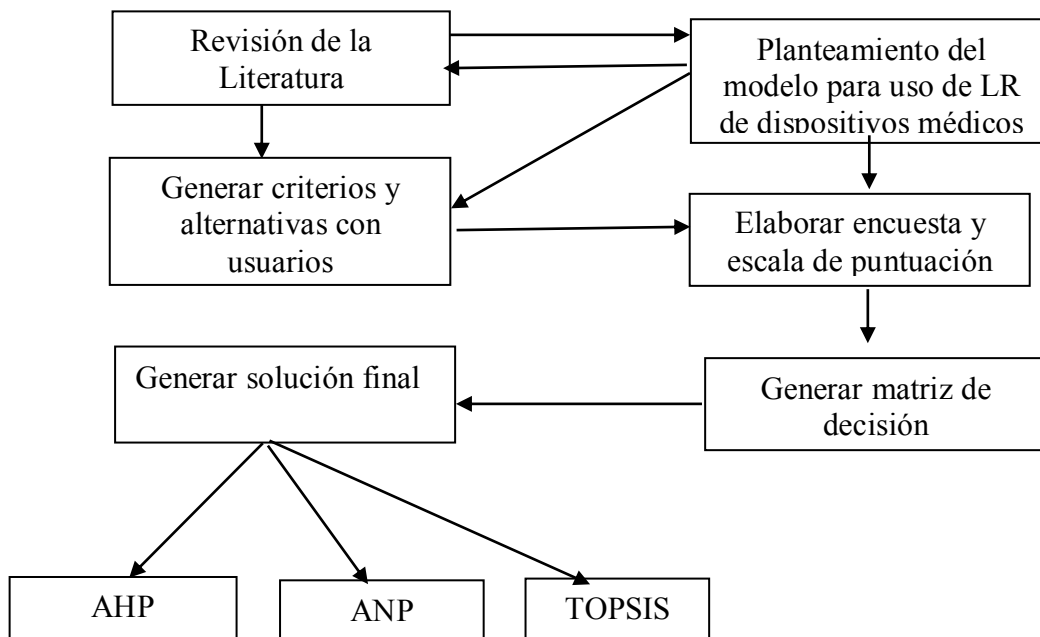 Revisión de la
Literatura
Planteamiento del
modelo para uso de LR
de dispositivos médicos
Generar criterios y
alternativas con
usuarios
Elaborar encuesta y
escala de puntuación
Generar solución final
Generar matriz de
decisión
AHP
ANP
TOPSIS